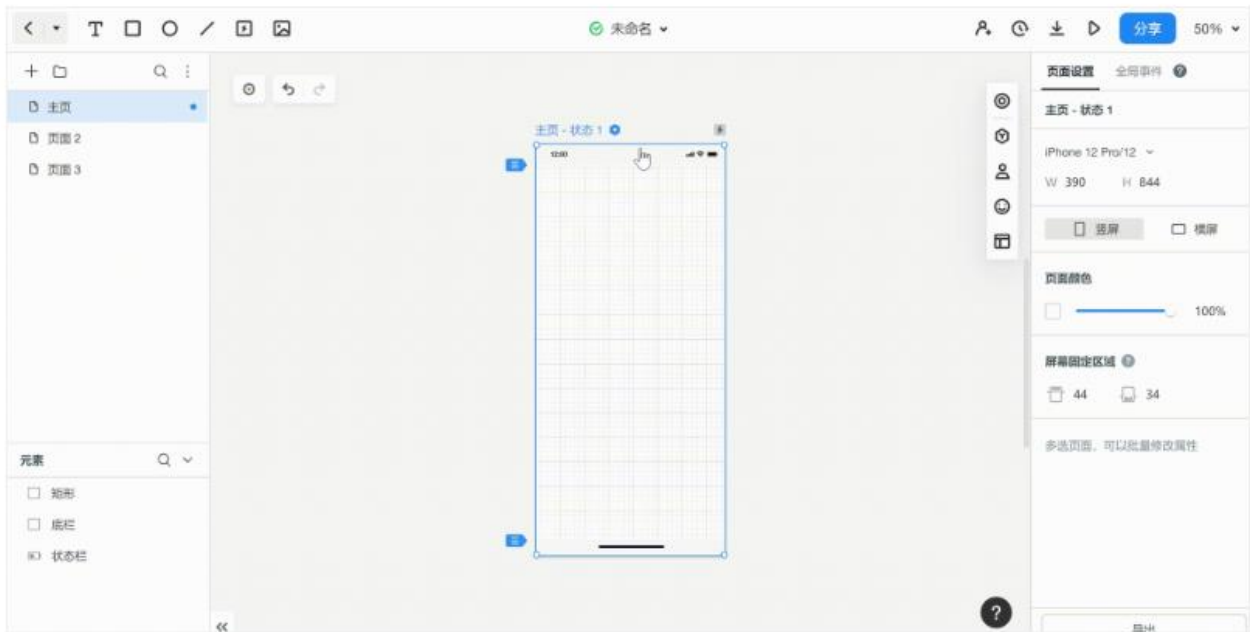 T 未命名 分享 50%
主页
页面 2
页面 3
元素
矩形
底栏
状态栏
主页 - 状态 1
12:00
页面设置 全局事件 ?
主页 - 状态 1
iPhone 12 Pro/12
W 390 H 844
竖屏 横屏
页面颜色
100%
屏幕固定区域 ?
44 34
多选页面，可以批量修改属性
导出
?